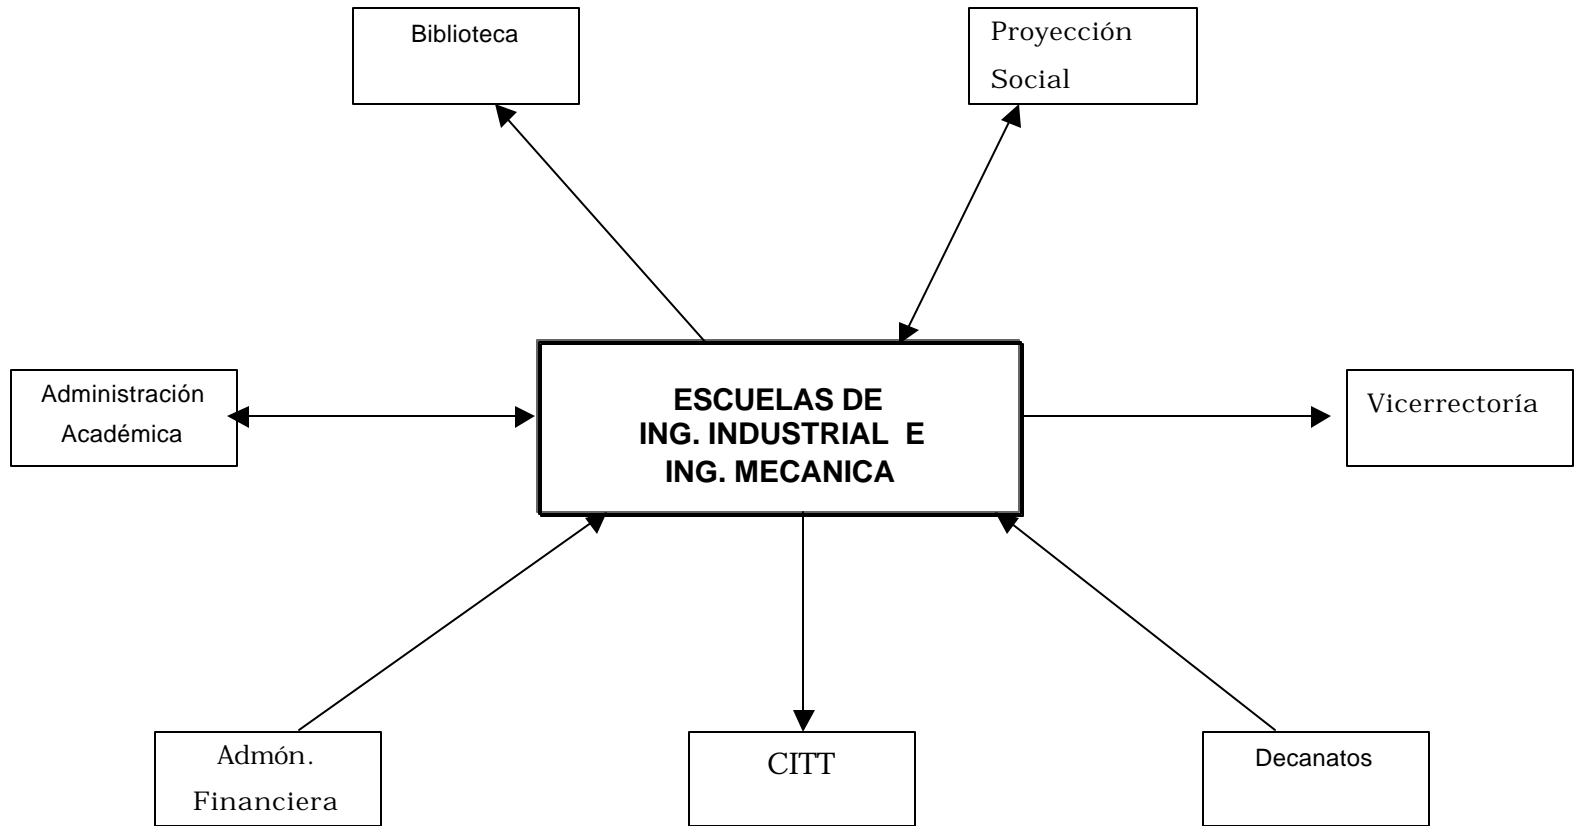 Biblioteca
Proyección
Social
Administración
Académica
ESCUELAS DE
ING. INDUSTRIAL E
ING. MECANICA
Vicerrectoría
Admón.
Financiera
CITT
Decanatos